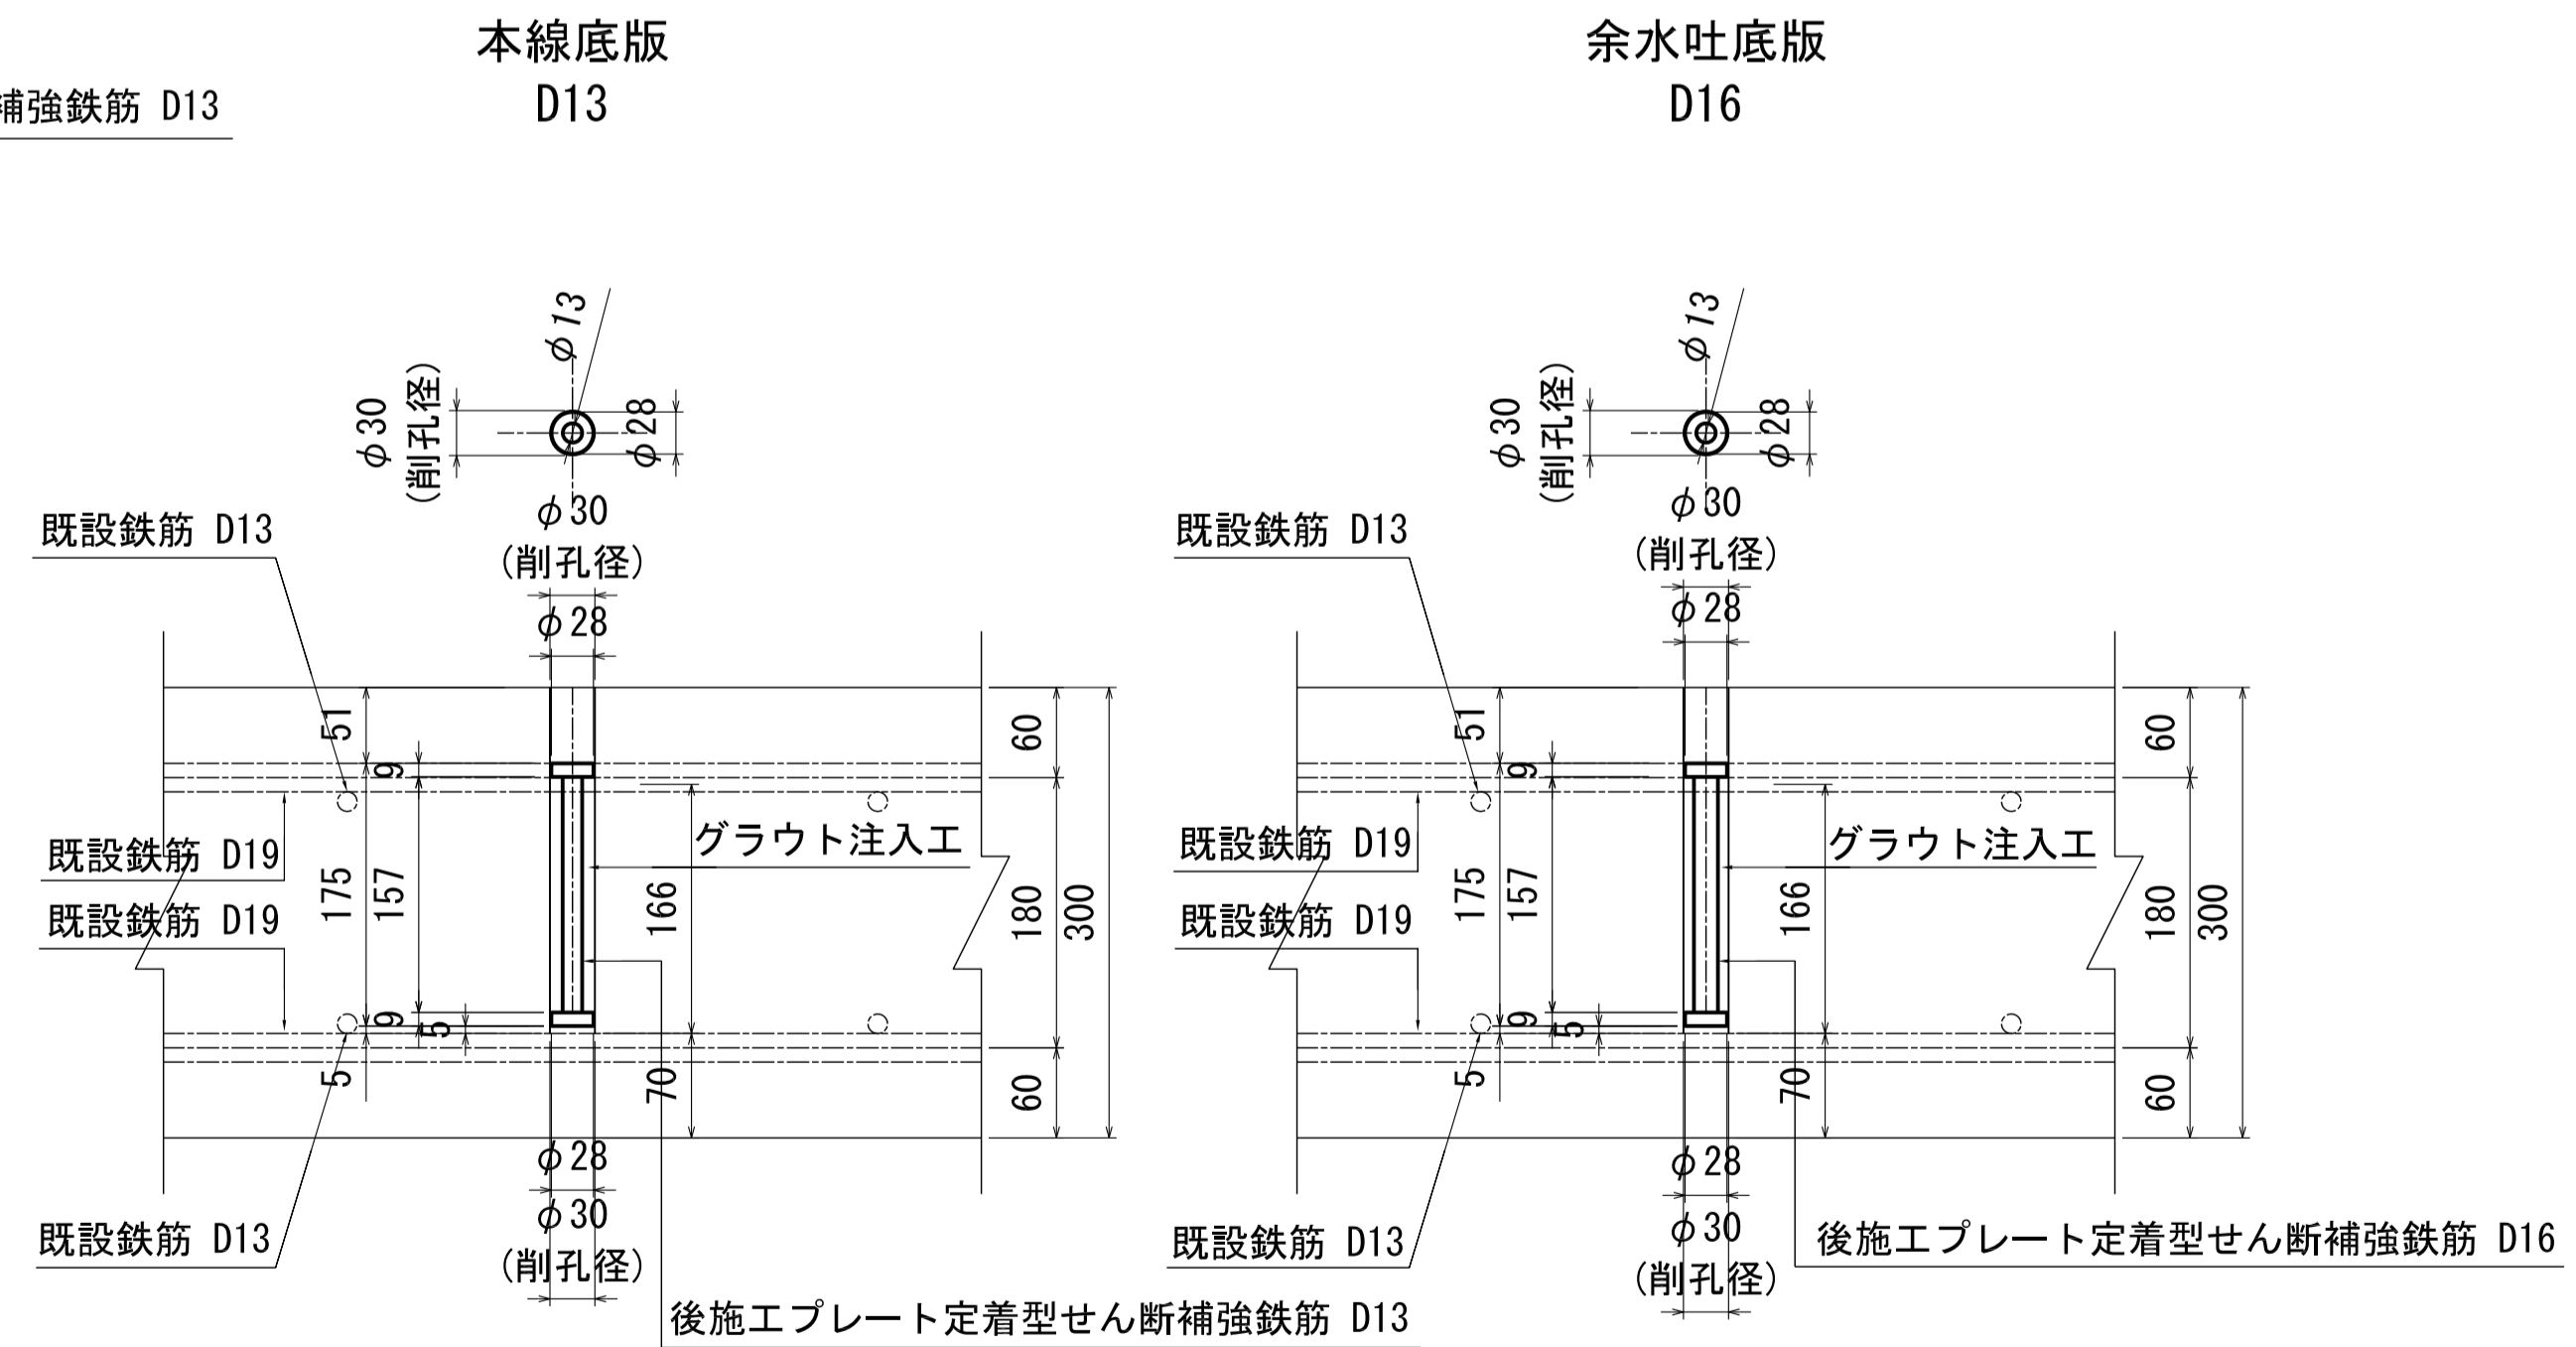 本線底版
D13
補強鉄筋 D13
φ13
φ30
(削孔径)
φ28
φ30
(削孔径)
φ28
既設鉄筋 D13
51
9
60
既設鉄筋 D19
グラウト注入工
175
157
166
180
300
既設鉄筋 D19
9
5
5
70
60
φ28
φ30
(削孔径)
既設鉄筋 D13
後施工プレート定着型せん断補強鉄筋 D13
余水吐底版
D16
φ13
φ30
(削孔径)
φ28
φ30
(削孔径)
φ28
既設鉄筋 D13
51
9
60
既設鉄筋 D19
グラウト注入工
175
157
166
180
300
既設鉄筋 D19
9
5
5
70
60
φ28
φ30
(削孔径)
既設鉄筋 D13
後施工プレート定着型せん断補強鉄筋 D16